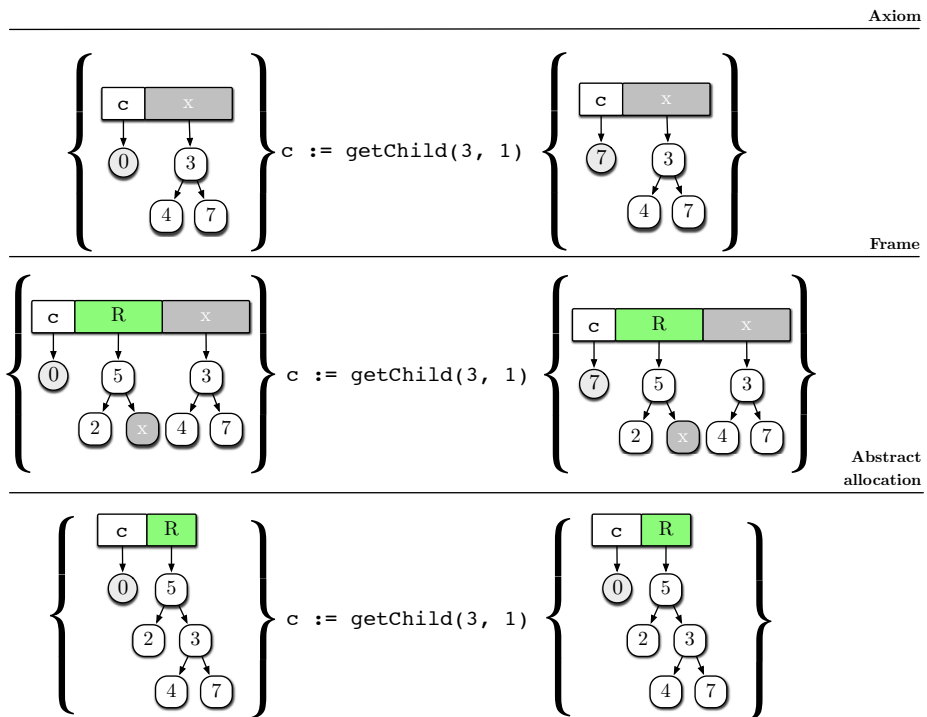 Axiom
c x c x
0 3 c := getChild(3, 1) 7 3
4 7 4 7
Frame
c R x c R x
0 5 3 c := getChild(3, 1) 7 5 3
2 x 4 7 2 x 4 7
Abstract
allocation
c R c R
0 5 0 5
2 3 c := getChild(3, 1) 2 3
4 7 4 7